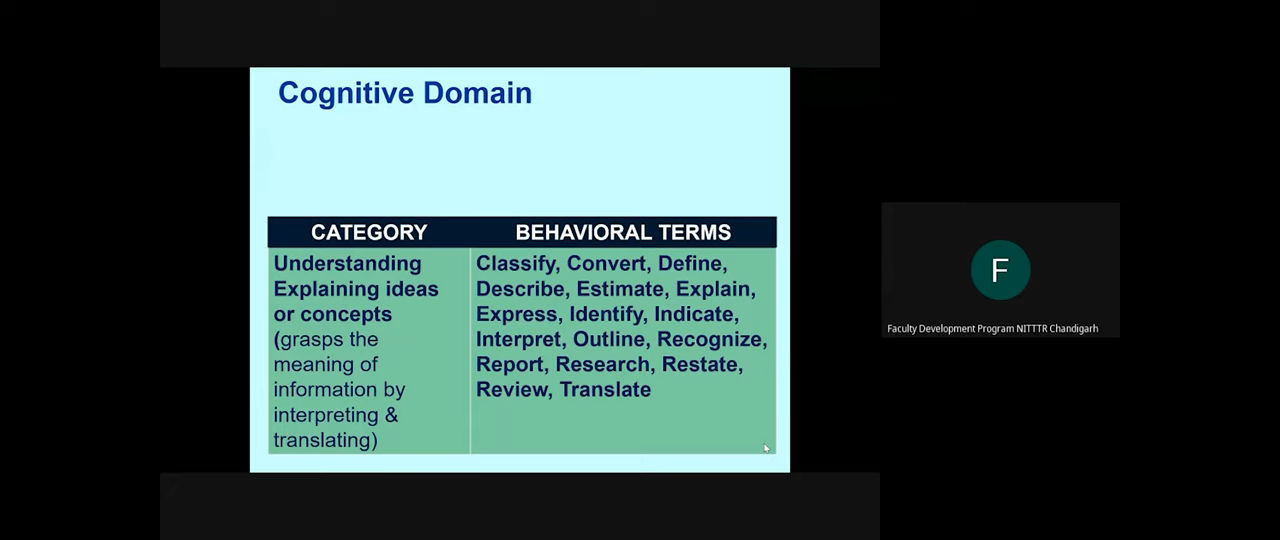 Cognitive Domain
CATEGORY
BEHAVIORAL TERMS
Understanding
Explaining ideas
or concepts
(grasps the
meaning of
information by
interpreting &
translating)
Classify, Convert, Define,
Describe, Estimate, Explain,
Express, Identify, Indicate,
Interpret, Outline, Recognize,
Report, Research, Restate,
Review, Translate
F
Faculty Development Program NITTTR Chandigarh